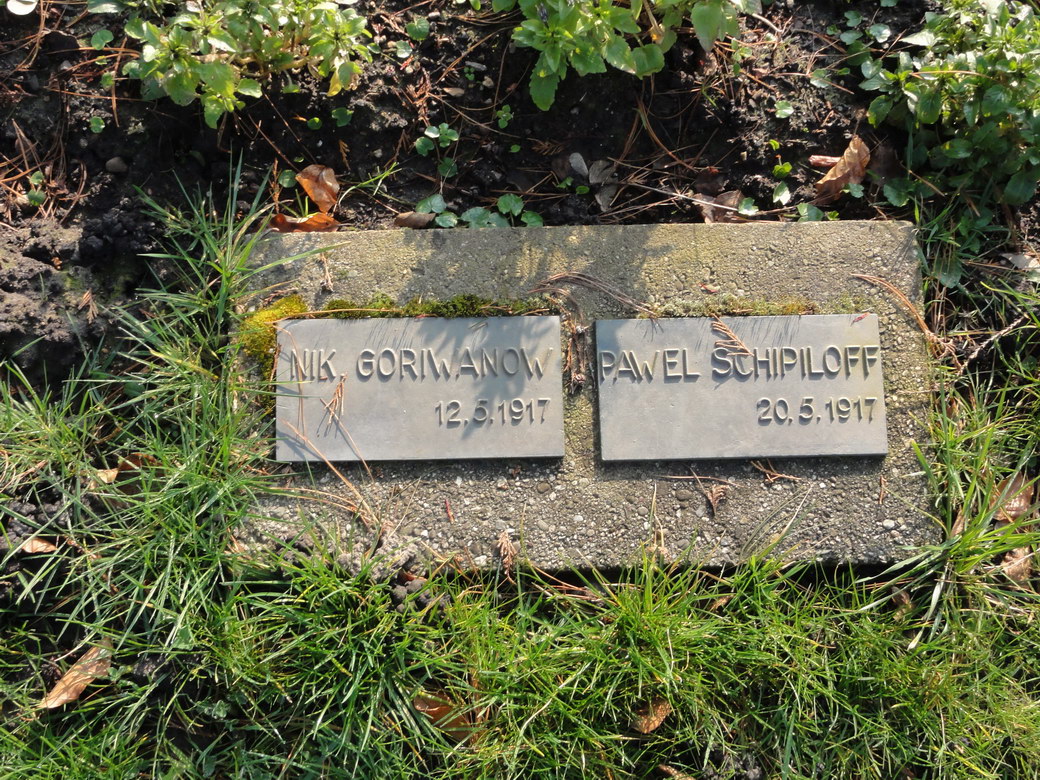 NIK. GORIWANOW
12.5.1917
PAWEL SCHIPILOFF
20.5.1917